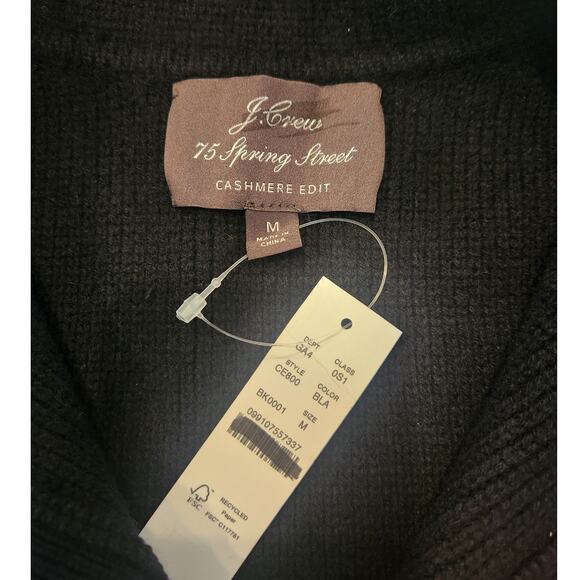 J.Crew
75 Spring Street
CASHMERE EDIT
M
MADE IN
CHINA
DEPT CLASS
GA4 0S1
STYLE COLOR
CE800 BLA
BK0001 SIZE
M
099107557337
FSC
RECYCLED
Paper
FSC® C117781